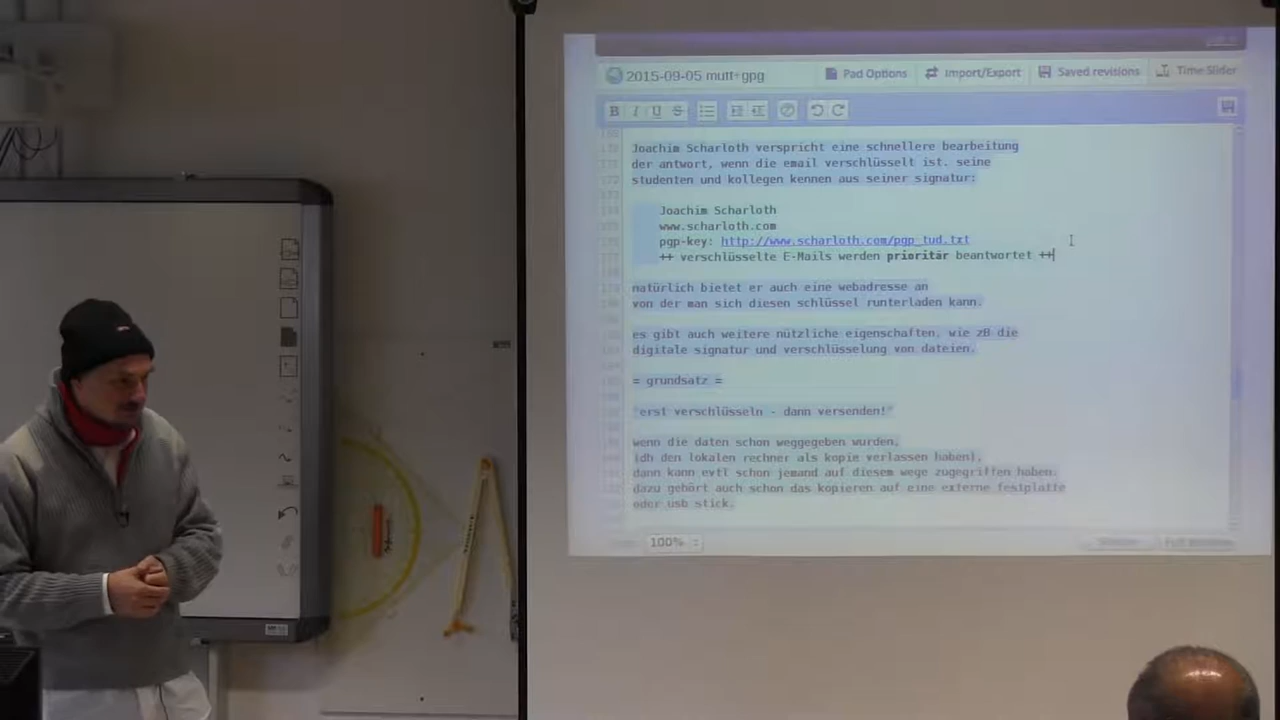 2015-09-05 mutt+gpg
Pad Options
Import/Export
Saved revisions
Time Slider
B I U S
Joachim Scharloth verspricht eine schnellere bearbeitung
der antwort, wenn die email verschlüsselt ist. seine
studenten und kollegen kennen aus seiner signatur:
Joachim Scharloth
www.scharloth.com
pgp-key: http://www.scharloth.com/pgp_tud.txt
++ verschlüsselte E-Mails werden prioritär beantwortet ++
natürlich bietet er auch eine webadresse an
von der man sich diesen schlüssel runterladen kann.
es gibt auch weitere nützliche eigenschaften, wie zB die
digitale signatur und verschlüsselung von dateien.
= grundsatz =
"erst verschlüsseln - dann versenden!"
wenn die daten schon weggegeben wurden,
(dh den lokalen rechner als kopie verlassen haben),
dann kann evtl schon jemand auf diesem wege zugegriffen haben.
dazu gehört auch schon das kopieren auf eine externe festplatte
oder usb stick.
100%